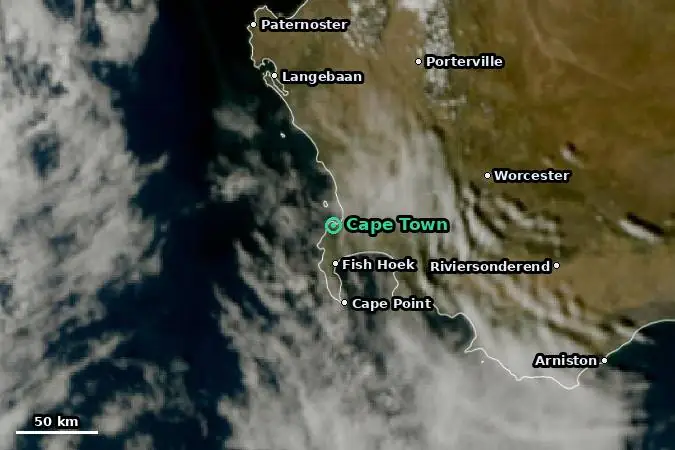 Paternoster
Porterville
Langebaan
Worcester
Cape Town
Fish Hoek
Riviersonderend
Cape Point
Arniston
50 km